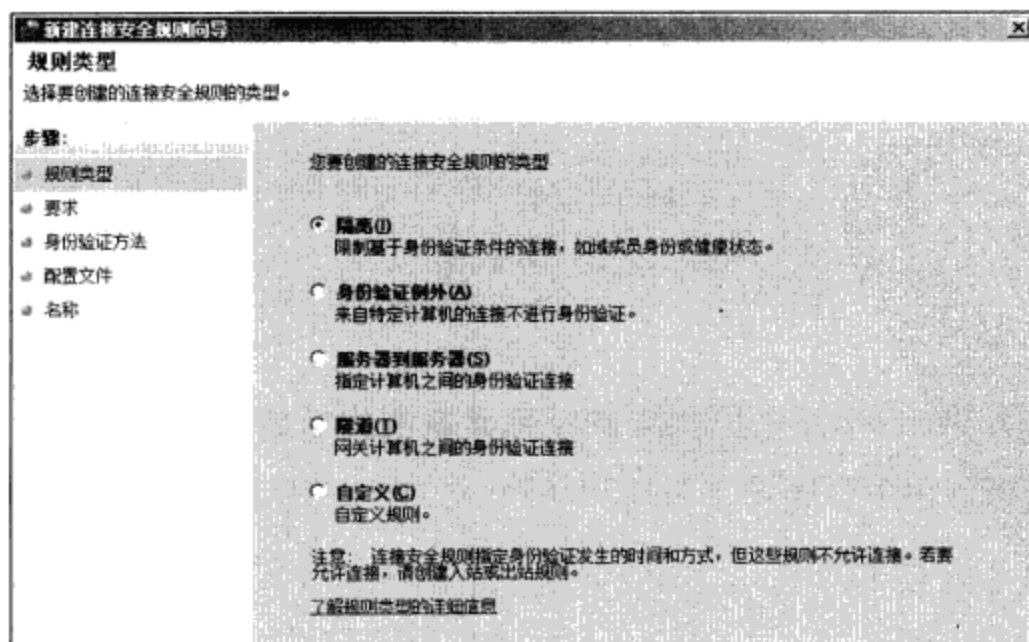 新建连接安全规则向导
规则类型
选择要创建的连接安全规则的类型。
步骤:
规则类型
要求
身份验证方法
配置文件
名称
您要创建的连接安全规则的类型
隔离(I)
限制基于身份验证条件的连接，如域成员身份或健康状态。
身份验证例外(A)
来自特定计算机的连接不进行身份验证。
服务器到服务器(S)
指定计算机之间的身份验证连接
隧道(T)
网关计算机之间的身份验证连接
自定义(C)
自定义规则。
注意： 连接安全规则指定身份验证发生的时间和方式，但这些规则不允许连接。若要
允许连接，请创建入站或出站规则。
了解规则类型的详细信息